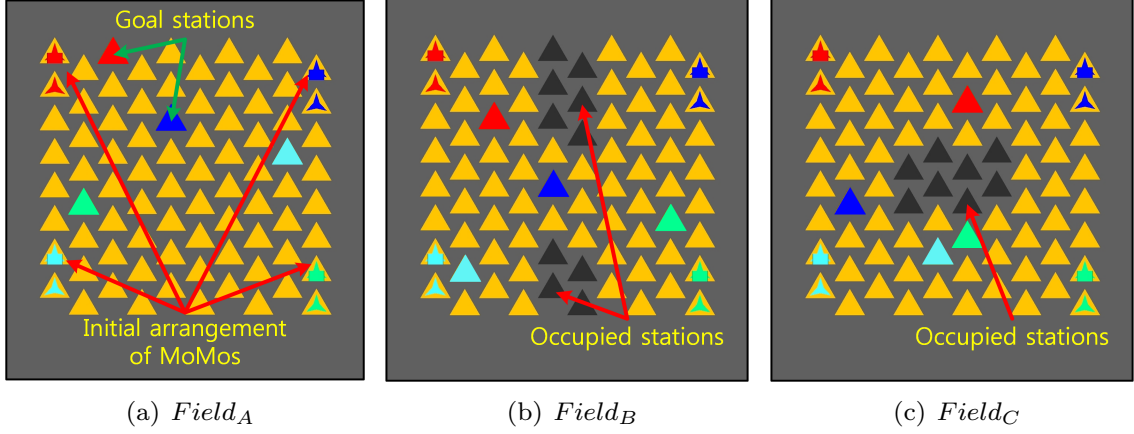 Goal stations
Initial arrangement
of MoMos
Occupied stations
Occupied stations
(a) Field_A
(b) Field_B
(c) Field_C